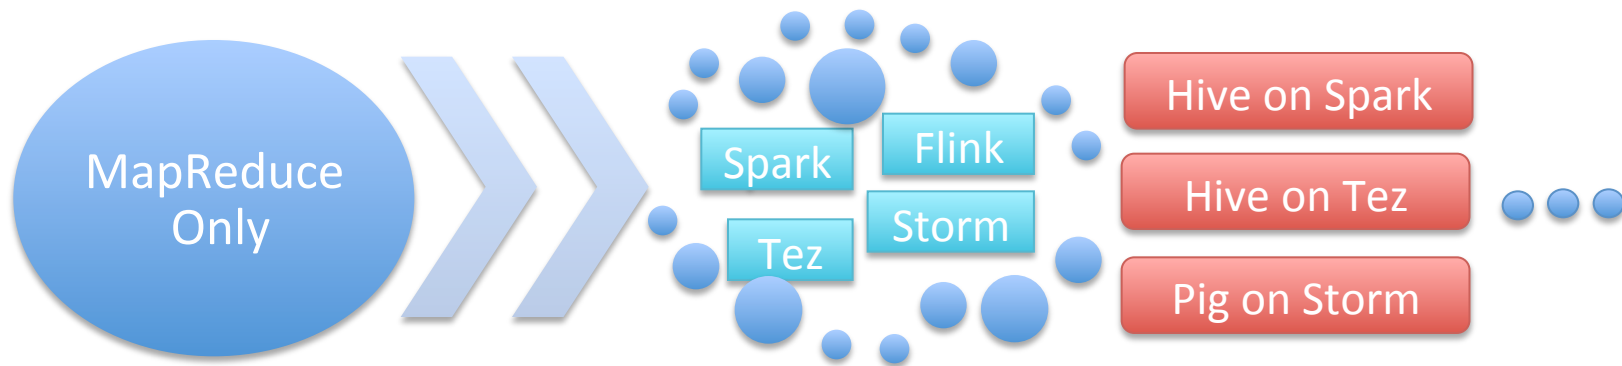 MapReduce
Only
Spark
Flink
Tez
Storm
Hive on Spark
Hive on Tez
Pig on Storm